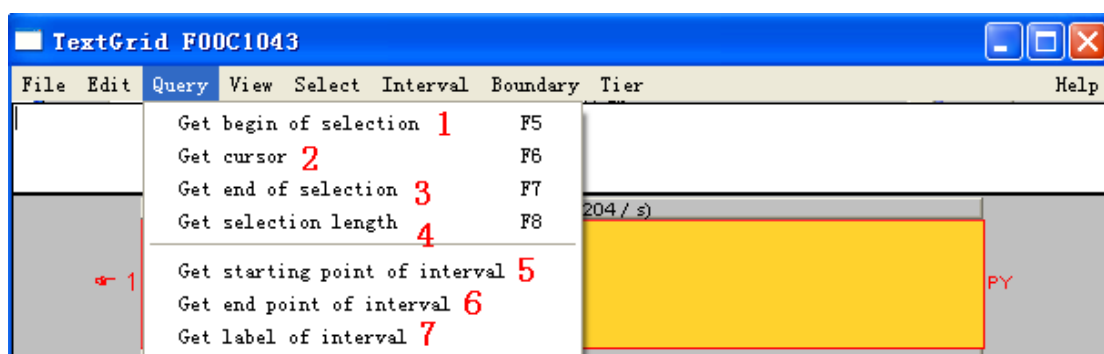 TextGrid F00C1043
File Edit Query View Select Interval Boundary Tier Help
Get begin of selection 1 F5
Get cursor 2 F6
Get end of selection 3 F7
Get selection length 4 F8
204 / s)
Get starting point of interval 5
☞ 1 PY
Get end point of interval 6
Get label of interval 7